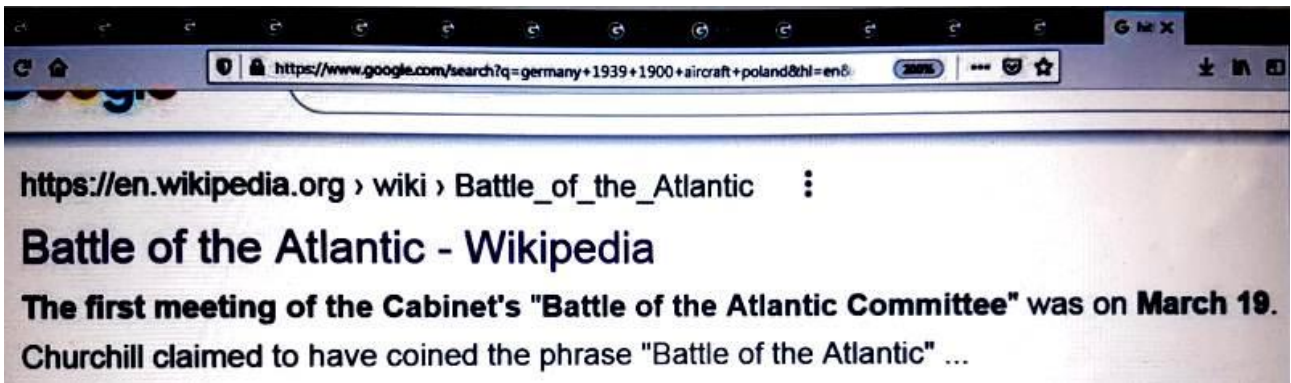 https://www.google.com/search?q=germany+1939+1900+aircraft+poland&hl=en&
200%
https://en.wikipedia.org › wiki › Battle_of_the_Atlantic
Battle of the Atlantic - Wikipedia
The first meeting of the Cabinet's "Battle of the Atlantic Committee" was on March 19.
Churchill claimed to have coined the phrase "Battle of the Atlantic" ...